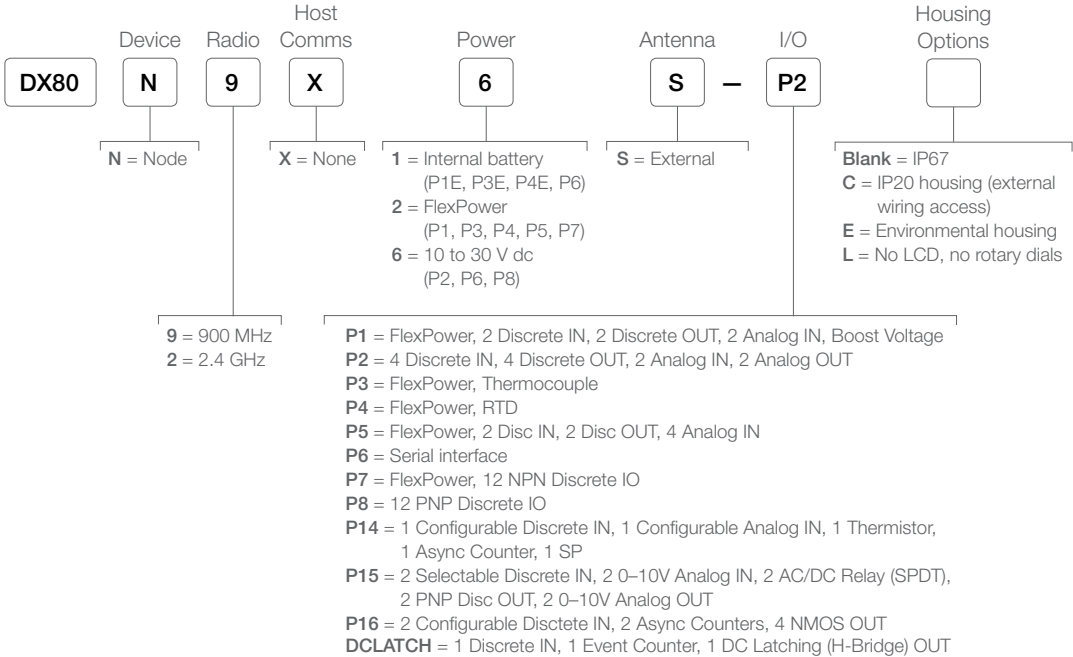 Host
Housing
Device Radio Comms Power Antenna I/O Options
DX80 N 9 X 6 S – P2
N = Node
X = None
1 = Internal battery
(P1E, P3E, P4E, P6)
2 = FlexPower
(P1, P3, P4, P5, P7)
6 = 10 to 30 V dc
(P2, P6, P8)
S = External
Blank = IP67
C = IP20 housing (external
wiring access)
E = Environmental housing
L = No LCD, no rotary dials
9 = 900 MHz
2 = 2.4 GHz
P1 = FlexPower, 2 Discrete IN, 2 Discrete OUT, 2 Analog IN, Boost Voltage
P2 = 4 Discrete IN, 4 Discrete OUT, 2 Analog IN, 2 Analog OUT
P3 = FlexPower, Thermocouple
P4 = FlexPower, RTD
P5 = FlexPower, 2 Disc IN, 2 Disc OUT, 4 Analog IN
P6 = Serial interface
P7 = FlexPower, 12 NPN Discrete IO
P8 = 12 PNP Discrete IO
P14 = 1 Configurable Discrete IN, 1 Configurable Analog IN, 1 Thermistor,
1 Async Counter, 1 SP
P15 = 2 Selectable Discrete IN, 2 0–10V Analog IN, 2 AC/DC Relay (SPDT),
2 PNP Disc OUT, 2 0–10V Analog OUT
P16 = 2 Configurable Disctete IN, 2 Async Counters, 4 NMOS OUT
DCLATCH = 1 Discrete IN, 1 Event Counter, 1 DC Latching (H-Bridge) OUT